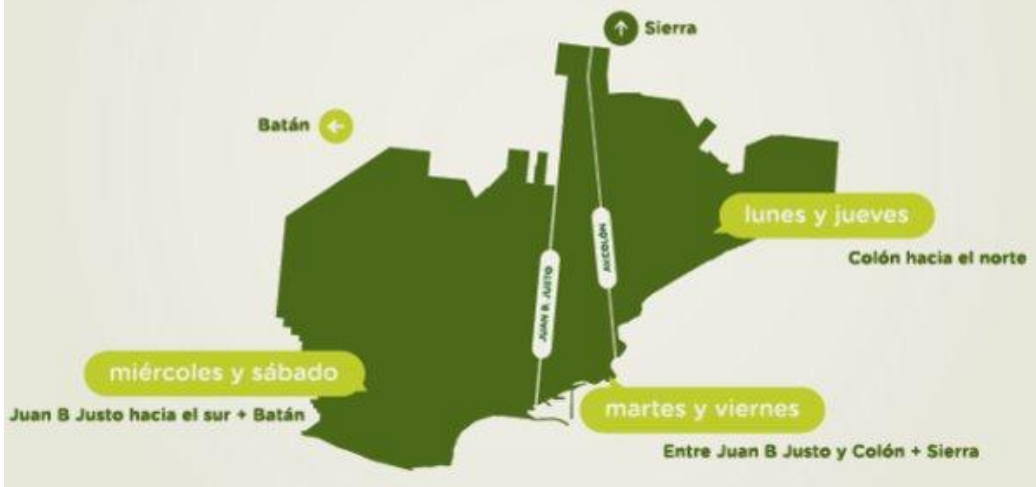 Sierra
Batán
lunes y jueves
Colón hacia el norte
AV.COLÓN
JUAN B. JUSTO
miércoles y sábado
Juan B Justo hacia el sur + Batán
martes y viernes
Entre Juan B Justo y Colón + Sierra